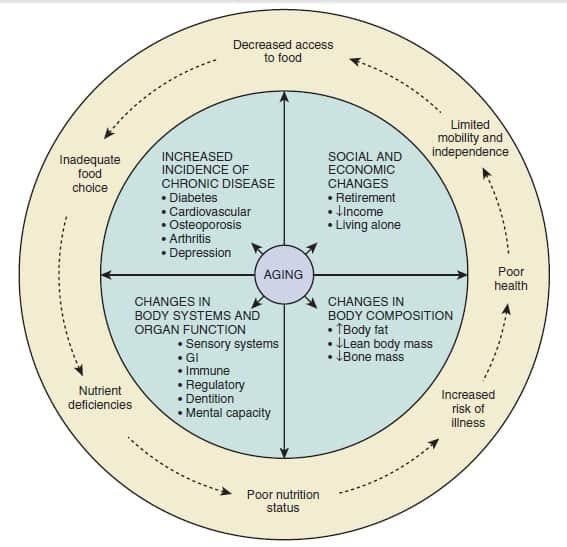 Decreased access
to food
Limited
mobility and
independence
Poor
health
Increased
risk of
illness
Poor nutrition
status
Nutrient
deficiencies
Inadequate
food
choice
INCREASED
INCIDENCE OF
CHRONIC DISEASE
• Diabetes
• Cardiovascular
• Osteoporosis
• Arthritis
• Depression
SOCIAL AND
ECONOMIC
CHANGES
• Retirement
• ↓Income
• Living alone
AGING
CHANGES IN
BODY SYSTEMS AND
ORGAN FUNCTION
• Sensory systems
• GI
• Immune
• Regulatory
• Dentition
• Mental capacity
CHANGES IN
BODY COMPOSITION
• ↑Body fat
• ↓Lean body mass
• ↓Bone mass